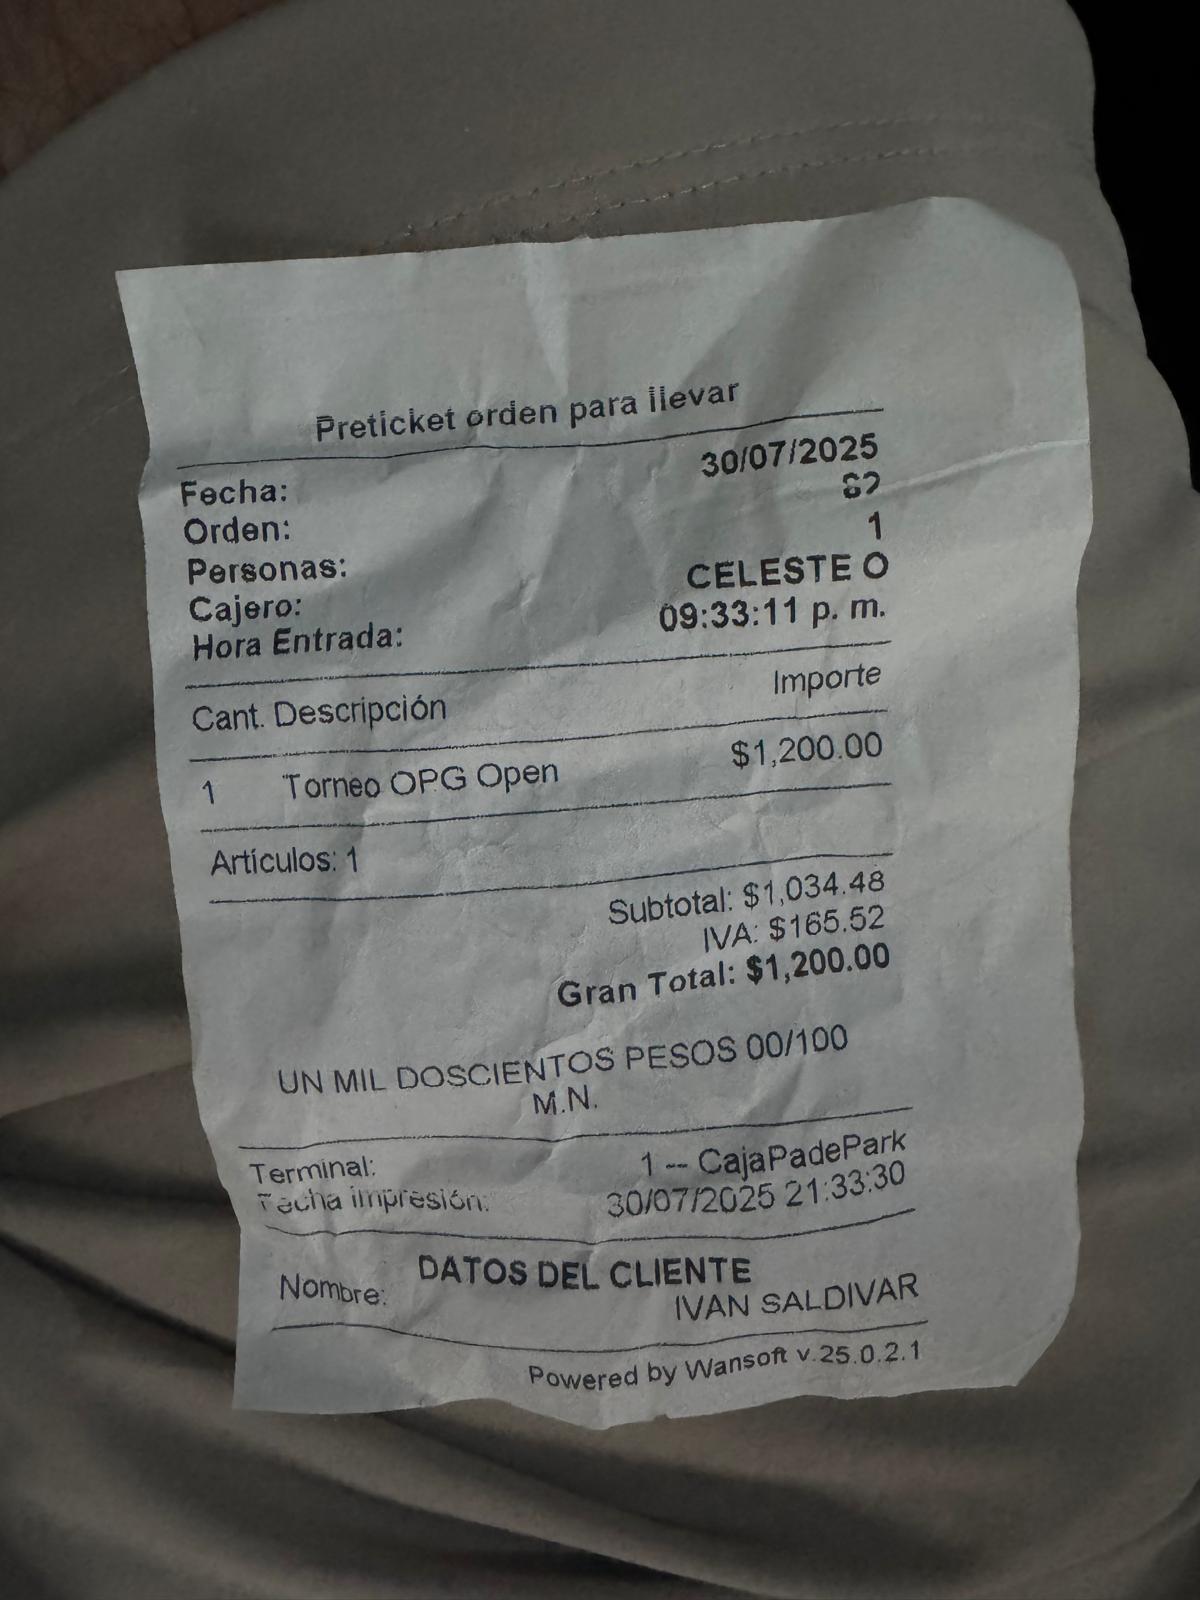 Preticket orden para llevar
Fecha: 30/07/2025
Orden:
Personas: 1
Cajero: CELESTE O
Hora Entrada: 09:33:11 p. m.
Cant. Descripción Importe
1 Torneo OPG Open $1,200.00
Artículos: 1
Subtotal: $1,034.48
IVA: $165.52
Gran Total: $1,200.00
UN MIL DOSCIENTOS PESOS 00/100
M.N.
Terminal: 1 -- CajaPadePark
Fecha impresión: 30/07/2025 21:33:30
DATOS DEL CLIENTE
Nombre: IVAN SALDIVAR
Powered by Wansoft v.25.0.2.1